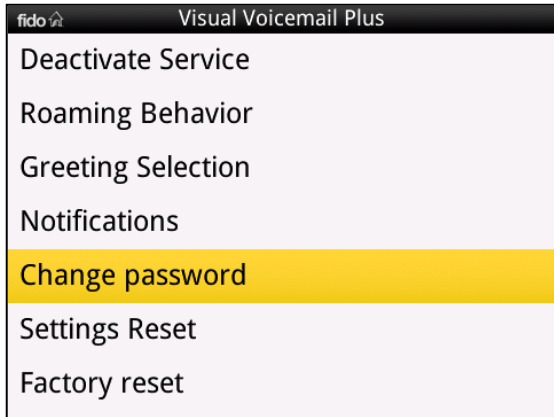 fido Visual Voicemail Plus
Deactivate Service
Roaming Behavior
Greeting Selection
Notifications
Change password
Settings Reset
Factory reset